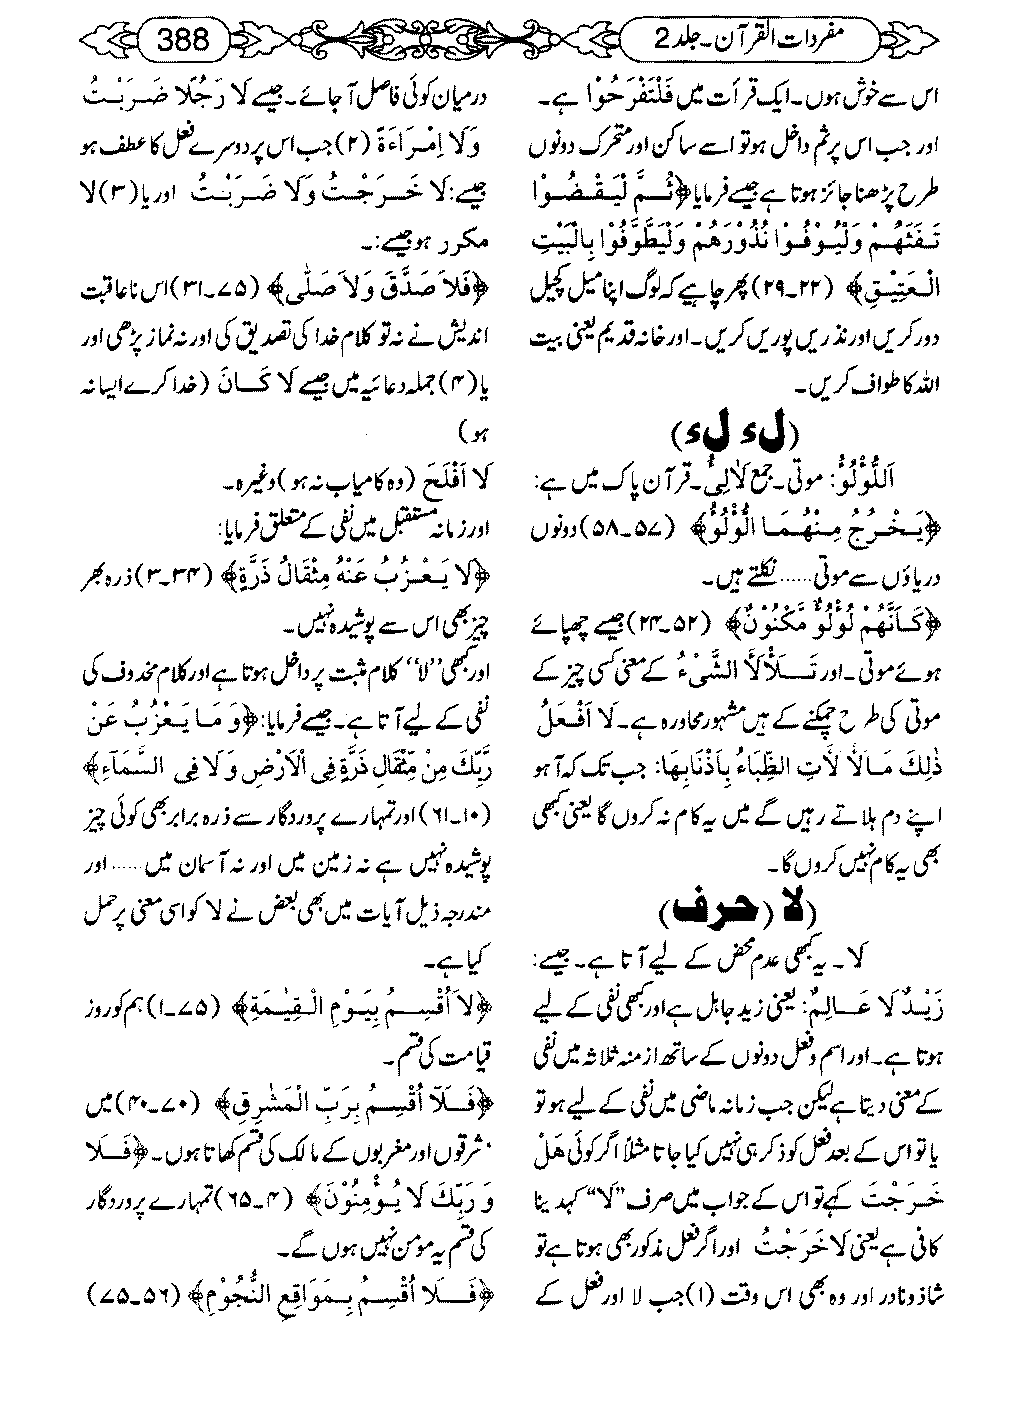 مفردات القرآن۔ جلد 2
388
اس سے خوش ہوں۔ ایک قرأت میں فَلْتَفْرَحُوْا ہے۔
اور جب اس پر ثم داخل ہو تو اسے ساکن اور متحرک دونوں
طرح پڑھنا جائز ہوتا ہے جیسے فرمایا ﴿ثُمَّ لْيَقْضُوْا
تَفَثَهُمْ وَلْيُوْفُوْا نُذُوْرَهُمْ وَلْيَطَّوَّفُوْا بِالْبَيْتِ
الْعَتِيْقِ﴾ (۲۲۔۲۹) پھر چاہیے کہ لوگ اپنا میل کچیل
دور کریں اور نذریں پوری کریں۔ اور خانہ قدیم یعنی بیت
اللہ کا طواف کریں۔
(لء لء)
اَللُّؤْلُؤُ: موتی۔ جمع لَاٰلِیُٔ۔ قرآن پاک میں ہے:
﴿يَخْرُجُ مِنْهُمَا الُّؤْلُؤُ﴾ (۵۷۔۵۸) دونوں
دریاؤں سے موتی ..... نکلتے ہیں۔
﴿كَاَنَّهُمْ لُؤْلُؤٌ مَّكْنُوْنٌ﴾ (۵۲۔۲۴) جیسے چھپائے
ہوئے موتی۔ اور تَلَأْلَأَ الشَّیْءُ کے معنی کسی چیز کے
موتی کی طرح چمکنے کے ہیں مشہور محاورہ ہے۔ لَا اَفْعَلُ
ذٰلِكَ مَالَأْلَأَتِ الظِّبَاءُ بِاَذْنَابِهَا: جب تک کہ آہو
اپنے دم ہلاتے رہیں گے میں یہ کام نہ کروں گا یعنی کبھی
بھی یہ کام نہیں کروں گا۔
(لا (حرف)
لا۔ یہ کبھی عدم محض کے لیے آتا ہے۔ جیسے:
زَيْدٌ لَا عَالِمٌ: یعنی زید جاہل ہے اور کبھی نفی کے لیے
ہوتا ہے۔ اور اسم و فعل دونوں کے ساتھ ازمنہ ثلاثہ میں نفی
کے معنی دیتا ہے لیکن جب زمانہ ماضی میں نفی کے لیے ہو تو
یا تو اس کے بعد فعل کو ذکر ہی نہیں کیا جاتا مثلاً اگر کوئی هَلْ
خَرَجْتَ کہے تو اس کے جواب میں صرف ”لا“ کہہ دینا
کافی ہے یعنی لَا خَرَجْتُ اور اگر فعل مذکور بھی ہوتا ہے تو
شاذ و نادر اور وہ بھی اس وقت (۱) جب لا اور فعل کے
درمیان کوئی فاصل آ جائے۔ جیسے لَا رَجُلًا ضَرَبْتُ
وَلَا اِمْرَاَءَةً (۲) جب اس پر دوسرے فعل کا عطف ہو
جیسے: لَا خَرَجْتُ وَلَا ضَرَبْتُ اور یا (۳) لا
مکرر ہو جیسے:۔
﴿فَلَا صَدَّقَ وَلَا صَلّٰى﴾ (۷۵۔۳۱) اس ناعاقبت
اندیش نے نہ تو کلام خدا کی تصدیق کی اور نہ نماز پڑھی اور
یا (۴) جملہ دعائیہ میں جیسے لَا كَانَ (خدا کرے ایسا نہ
ہو)
لَا اَفْلَحَ (وہ کامیاب نہ ہو) وغیرہ۔
اور زمانہ مستقبل میں نفی کے متعلق فرمایا:
﴿لَا يَعْزُبُ عَنْهُ مِثْقَالُ ذَرَّةٍ﴾ (۳۴۔۳) ذرہ بھر
چیز بھی اس سے پوشیدہ نہیں۔
اور کبھی ”لا“ کلام مثبت پر داخل ہوتا ہے اور کلام محذوف کی
نفی کے لیے آتا ہے۔ جیسے فرمایا: ﴿وَ مَا يَعْزُبُ عَنْ
رَّبِّكَ مِنْ مِّثْقَالِ ذَرَّةٍ فِی الْاَرْضِ وَلَا فِی السَّمَآءِ﴾
(۱۰۔۶۱) اور تمہارے پروردگار سے ذرہ برابر بھی کوئی چیز
پوشیدہ نہیں ہے نہ زمین میں اور نہ آسمان میں ..... اور
مندرجہ ذیل آیات میں بھی بعض نے لا کو اسی معنی پر حمل
کیا ہے۔
﴿لَآ اُقْسِمُ بِيَوْمِ الْقِيٰمَةِ﴾ (۷۵۔۱) ہم کو روز
قیامت کی قسم۔
﴿فَلَآ اُقْسِمُ بِرَبِّ الْمَشٰرِقِ﴾ (۷۰۔۴۰) میں
مشرقوں اور مغربوں کے مالک کی قسم کھاتا ہوں۔ ﴿فَلَا
وَ رَبِّكَ لَا يُؤْمِنُوْنَ﴾ (۴۔۶۵) تمہارے پروردگار
کی قسم یہ مومن نہیں ہوں گے۔
﴿فَلَا اُقْسِمُ بِمَوَاقِعِ النُّجُوْمِ﴾ (۵۶۔۷۵)